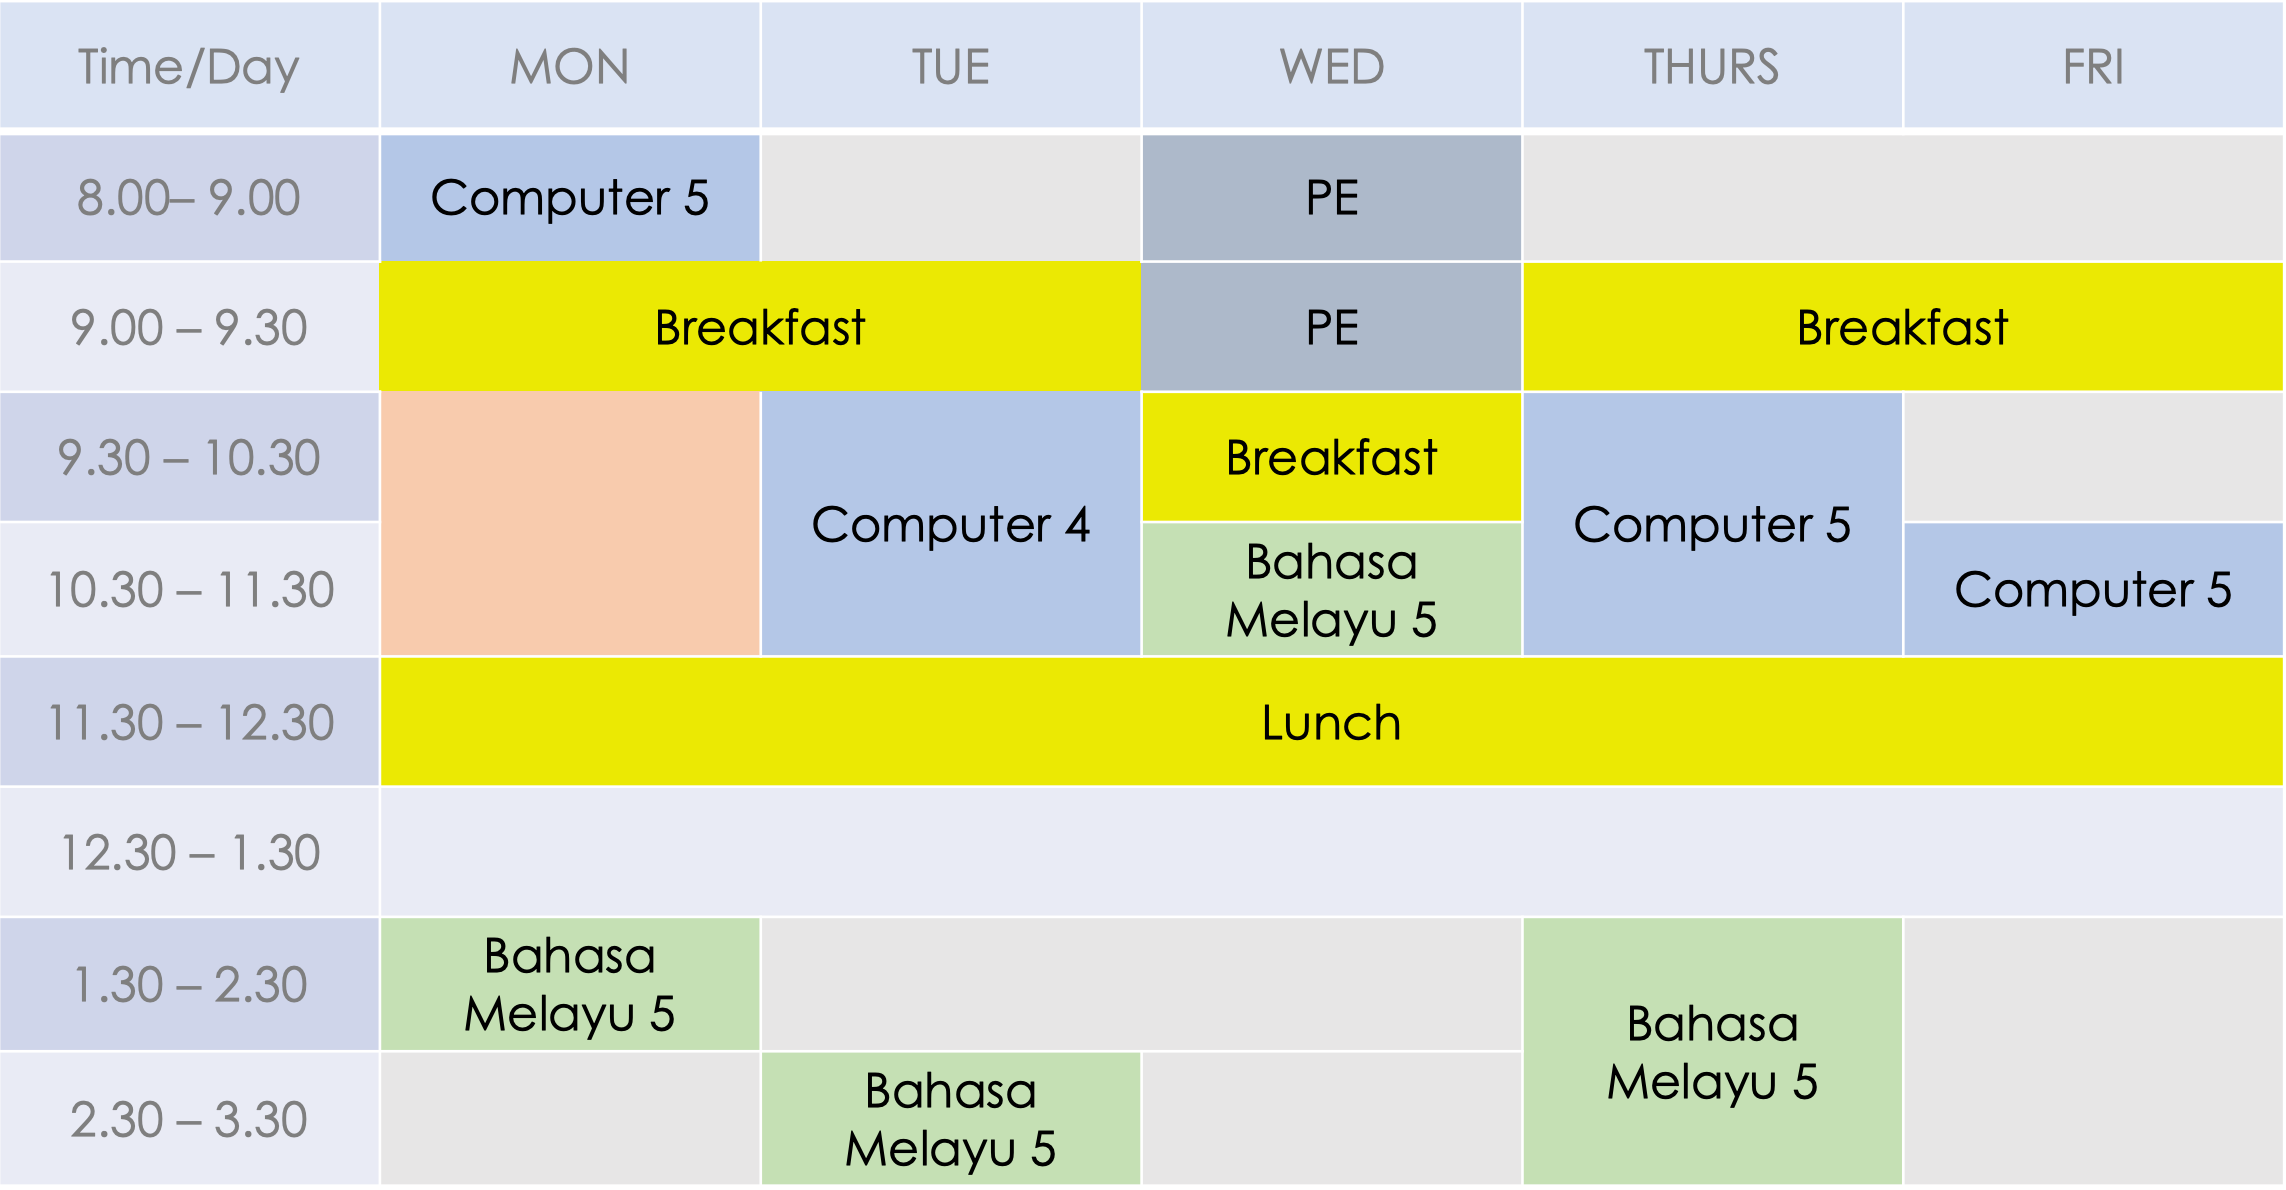 Time/Day MON TUE WED THURS FRI
8.00– 9.00 Computer 5 PE
9.00 – 9.30 Breakfast PE Breakfast
9.30 – 10.30 Computer 4 Breakfast Computer 5
10.30 – 11.30 Bahasa
Melayu 5 Computer 5
11.30 – 12.30 Lunch
12.30 – 1.30
1.30 – 2.30 Bahasa
Melayu 5 Bahasa
Melayu 5
2.30 – 3.30 Bahasa
Melayu 5